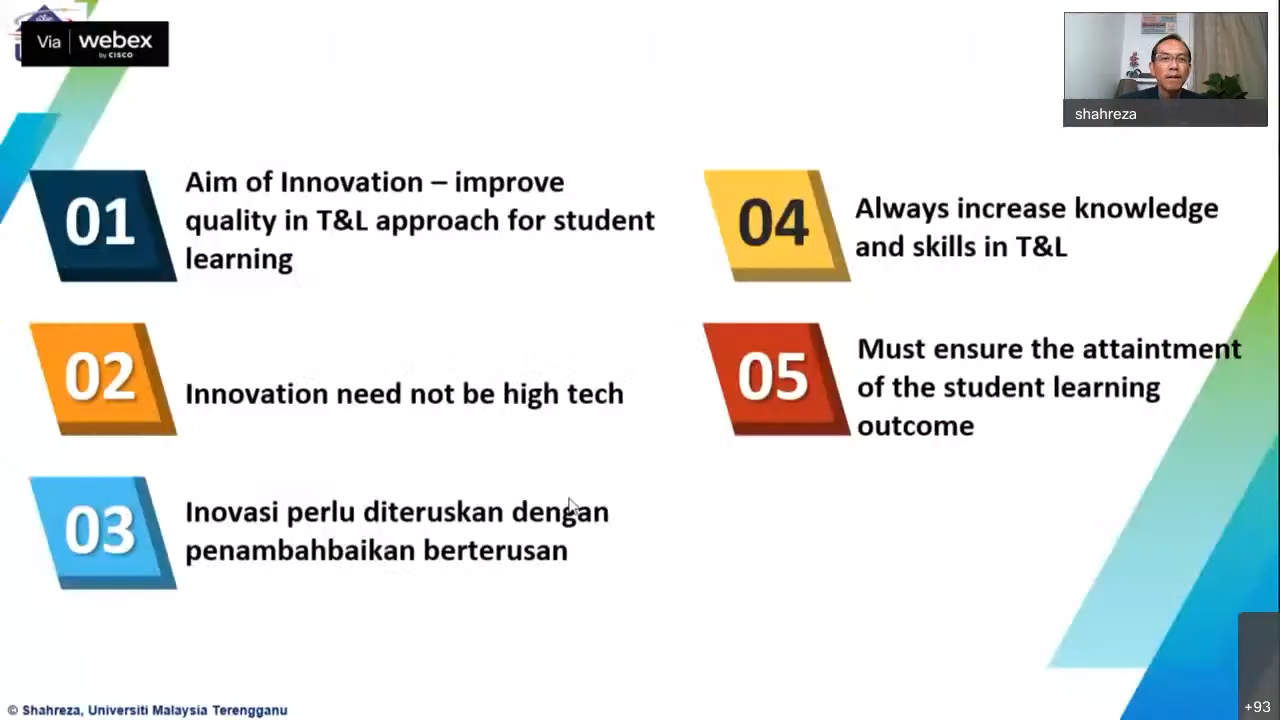 Via webex
by CISCO
shahreza
01
Aim of Innovation – improve
quality in T&L approach for student
learning
02
Innovation need not be high tech
03
Inovasi perlu diteruskan dengan
penambahbaikan berterusan
04
Always increase knowledge
and skills in T&L
05
Must ensure the attaintment
of the student learning
outcome
© Shahreza, Universiti Malaysia Terengganu
+93